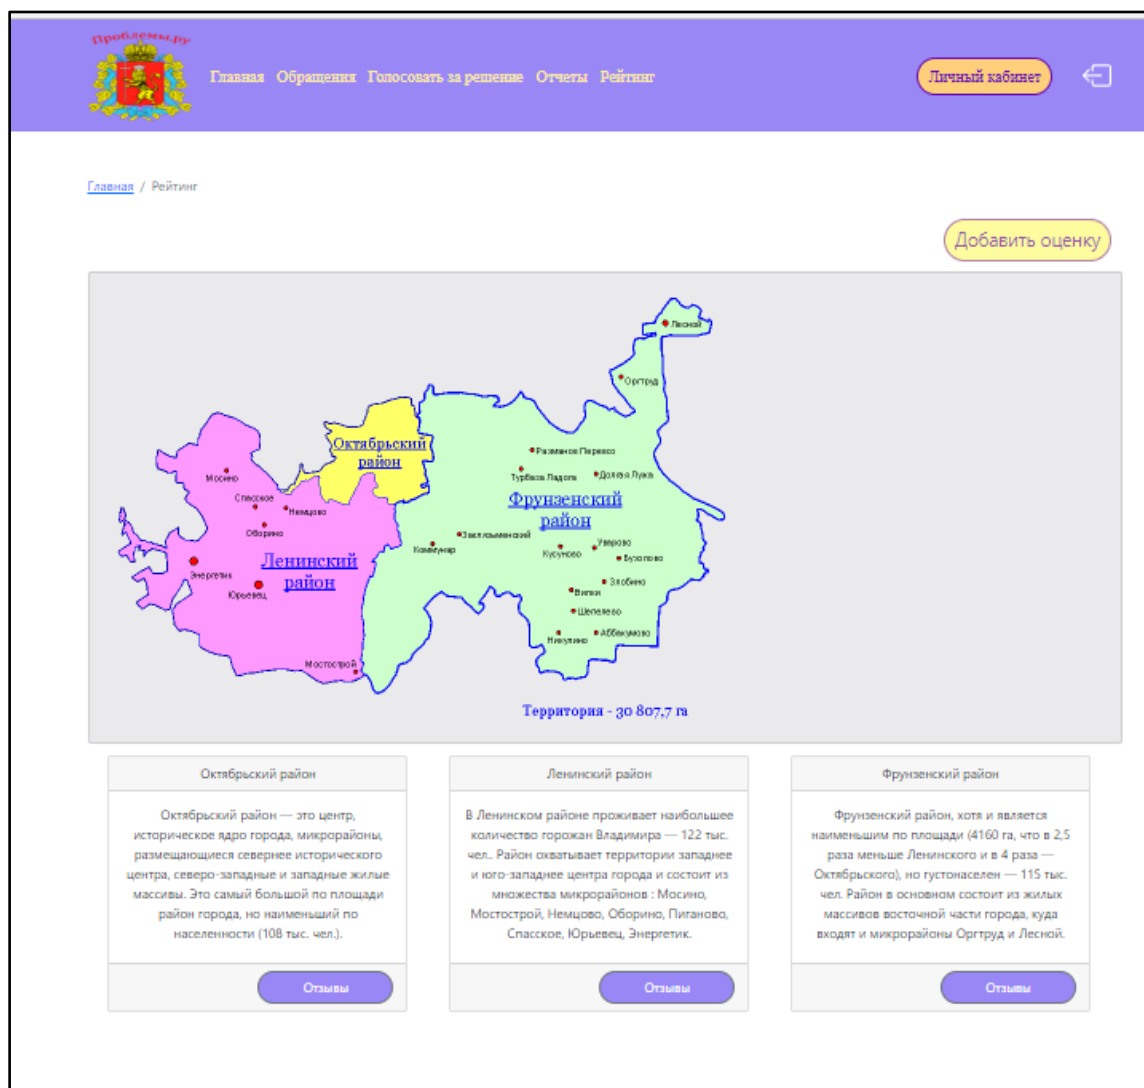 Проблемы.ру
Главная Обращения Голосовать за решение Отчеты Рейтинг
Личный кабинет
Главная / Рейтинг
Добавить оценку
Лесной
Оргтруд
Октябрьский
район
Мосино
Спасское
Немцово
Оборино
Энергетик
Юрьевец
Ленинский
район
Мостострой
Турбаза Ладога
Долгая Лужа
Фрунзенский
район
Коммунар
Заклязьменский
Кусуново
Уварово
Бухолово
Злобино
Вилки
Шепелево
Никулино
Аббакумово
Территория - 30 807,7 га
Октябрьский район
Октябрьский район — это центр,
историческое ядро города, микрорайоны,
размещающиеся севернее исторического
центра, северо-западные и западные жилые
массивы. Это самый большой по площади
район города, но наименьший по
населенности (108 тыс. чел.).
Отзывы
Ленинский район
В Ленинском районе проживает наибольшее
количество горожан Владимира — 122 тыс.
чел.. Район охватывает территории западнее
и юго-западнее центра города и состоит из
множества микрорайонов : Мосино,
Мостострой, Немцово, Оборино, Пиганово,
Спасское, Юрьевец, Энергетик.
Отзывы
Фрунзенский район
Фрунзенский район, хотя и является
наименьшим по площади (4160 га, что в 2,5
раза меньше Ленинского и в 4 раза —
Октябрьского), но густонаселен — 115 тыс.
чел. Район в основном состоит из жилых
массивов восточной части города, куда
входят и микрорайоны Оргтруд и Лесной.
Отзывы